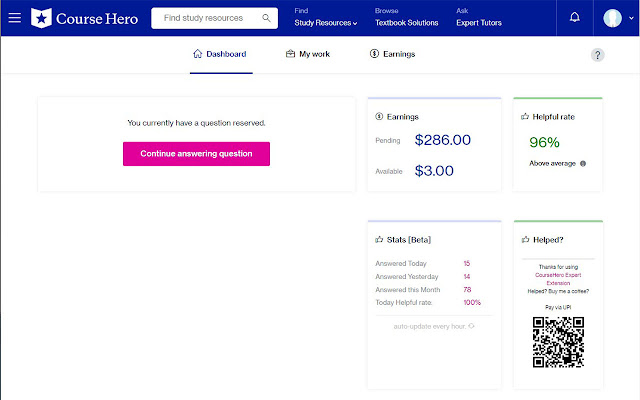 Course Hero
Find study resources
Find
Study Resources
Browse
Textbook Solutions
Ask
Expert Tutors
Dashboard
My work
Earnings
?
You currently have a question reserved.
Continue answering question
Earnings
Pending $286.00
Available $3.00
Helpful rate
96%
Above average
Stats [Beta]
Answered Today 15
Answered Yesterday 14
Answered this Month 78
Today Helpful rate: 100%
auto-update every hour.
Helped?
Thanks for using
CourseHero Expert
Extension
Helped? Buy me a coffee?
Pay via UPI